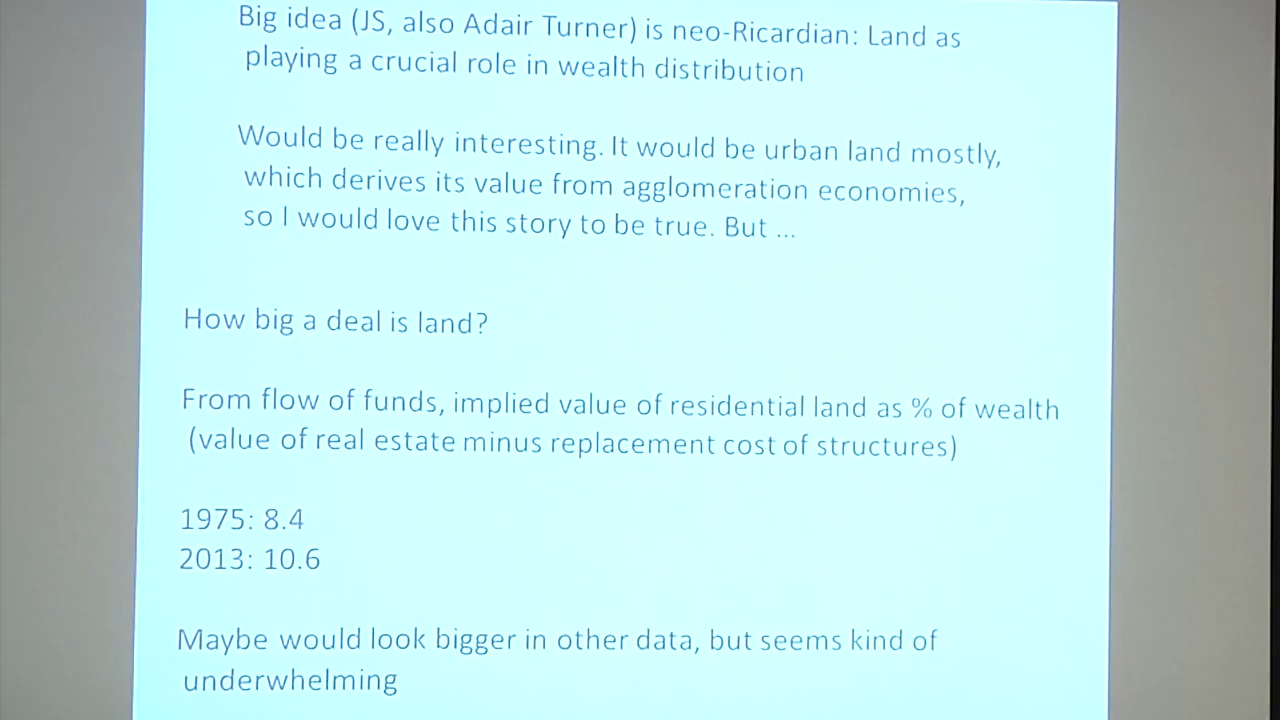 Big idea (JS, also Adair Turner) is neo-Ricardian: Land as
playing a crucial role in wealth distribution
Would be really interesting. It would be urban land mostly,
which derives its value from agglomeration economies,
so I would love this story to be true. But ...
How big a deal is land?
From flow of funds, implied value of residential land as % of wealth
(value of real estate minus replacement cost of structures)
1975: 8.4
2013: 10.6
Maybe would look bigger in other data, but seems kind of
underwhelming